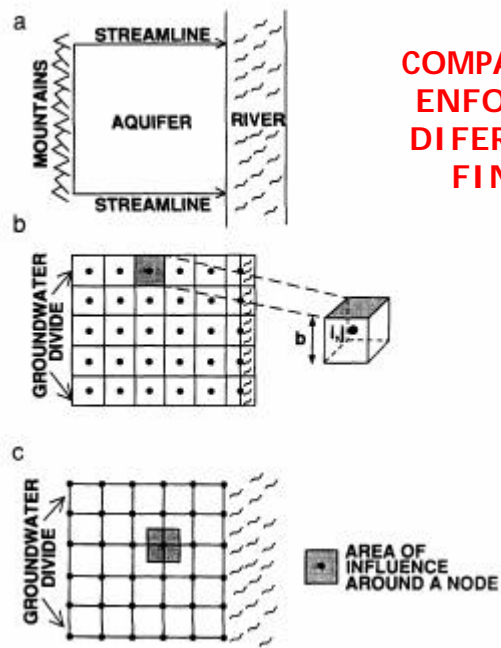 a
STREAMLINE
MOUNTAINS
AQUIFER
RIVER
STREAMLINE
COMPA
ENFO
DIFER
FIN
b
GROUNDWATER
DIVIDE
b
i,j
c
GROUNDWATER
DIVIDE
AREA OF
INFLUENCE
AROUND A NODE